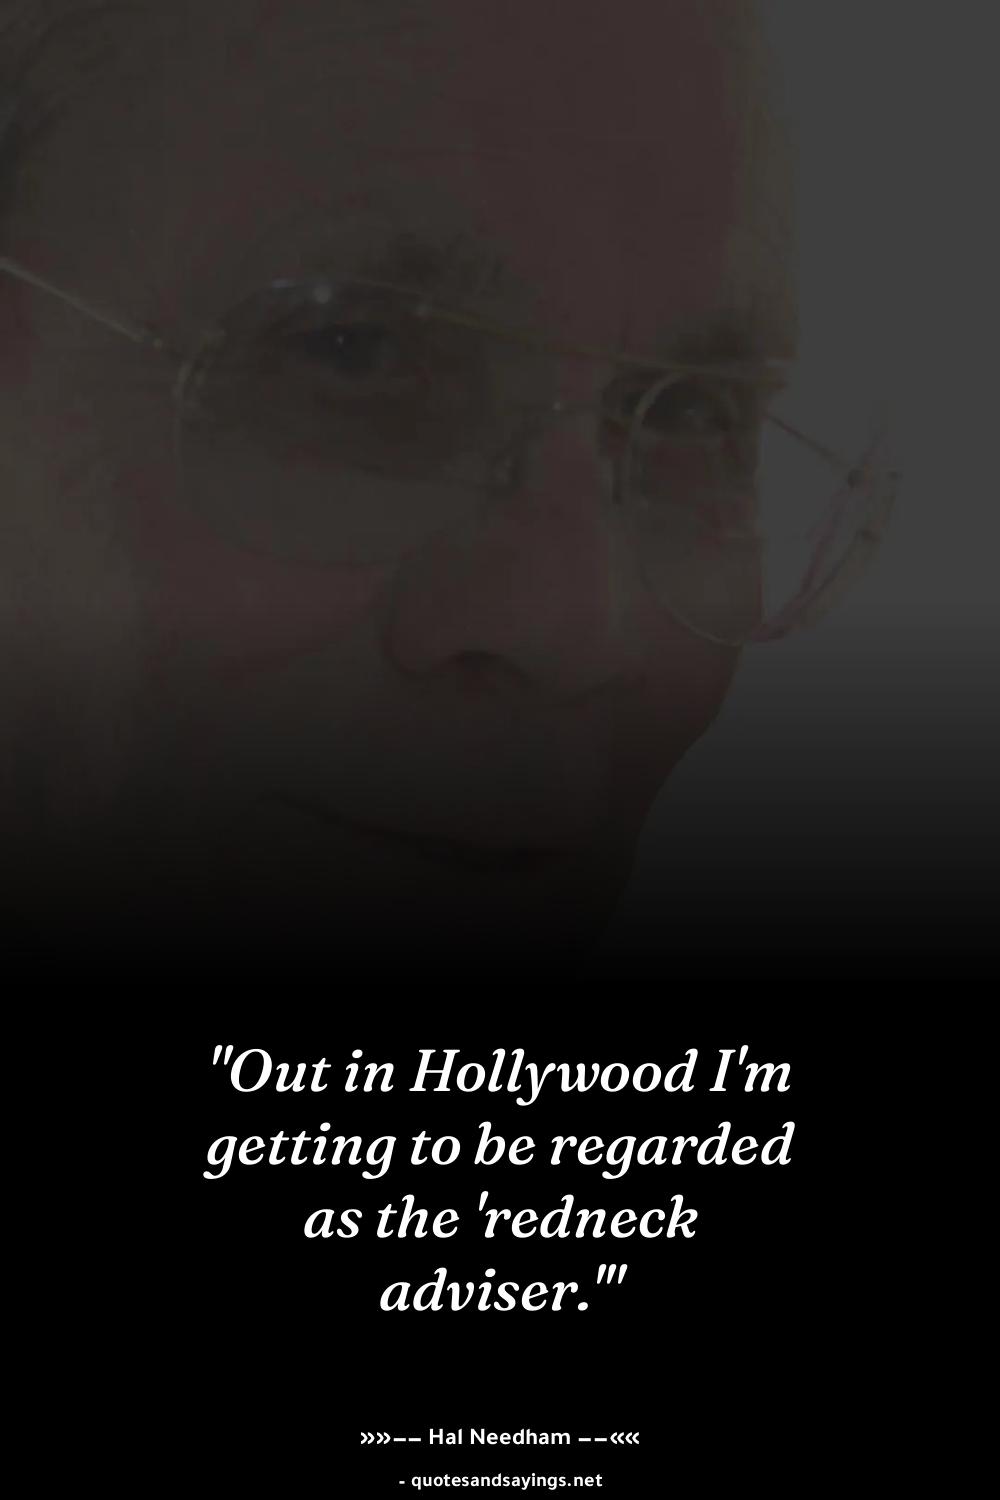 "Out in Hollywood I'm
getting to be regarded
as the 'redneck
adviser.'"
»»−− Hal Needham −−««
- quotesandsayings.net